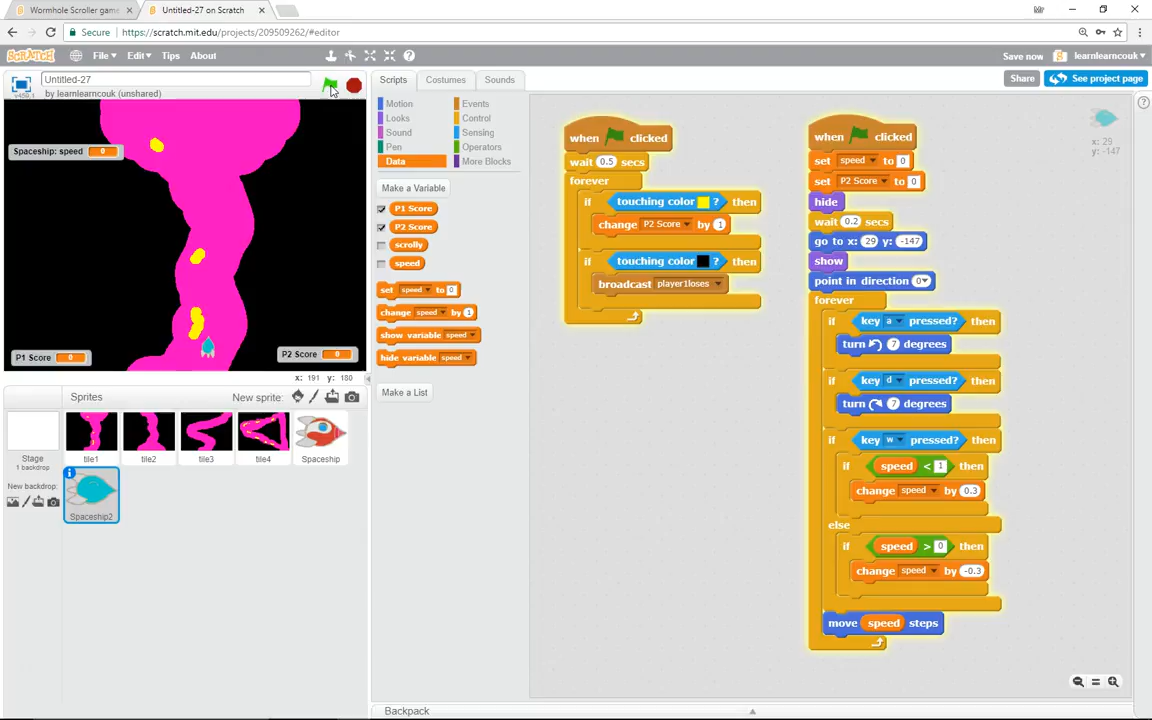 Wormhole Scroller gam
Untitled-27 on Scratch
Secure
https://scratch.mit.edu/projects/209509262/#editor
SCRATCH
File
Edit
Tips
About
Save now
learnlearncouk
Untitled-27
by learnlearncouk (unshared)
v459.1
Scripts
Costumes
Sounds
Share
See project page
Spaceship: speed 0
P1 Score 0
P2 Score 0
x: 191 y: 180
Sprites
New sprite:
Stage
1 backdrop
New backdrop:
tile1
tile2
tile3
tile4
Spaceship
Spaceship2
Motion
Looks
Sound
Pen
Data
Events
Control
Sensing
Operators
More Blocks
Make a Variable
P1 Score
P2 Score
scrolly
speed
set speed to 0
change speed by 1
show variable speed
hide variable speed
Make a List
when clicked
wait 0.5 secs
forever
if touching color ? then
change P2 Score by 1
if touching color ? then
broadcast player1loses
when clicked
set speed to 0
set P2 Score to 0
hide
wait 0.2 secs
go to x: 29 y: -147
show
point in direction 0
forever
if key a pressed? then
turn 7 degrees
if key d pressed? then
turn 7 degrees
if key w pressed? then
if speed < 1 then
change speed by 0.3
else
if speed > 0 then
change speed by -0.3
move speed steps
x: 29
y: -147
Backpack